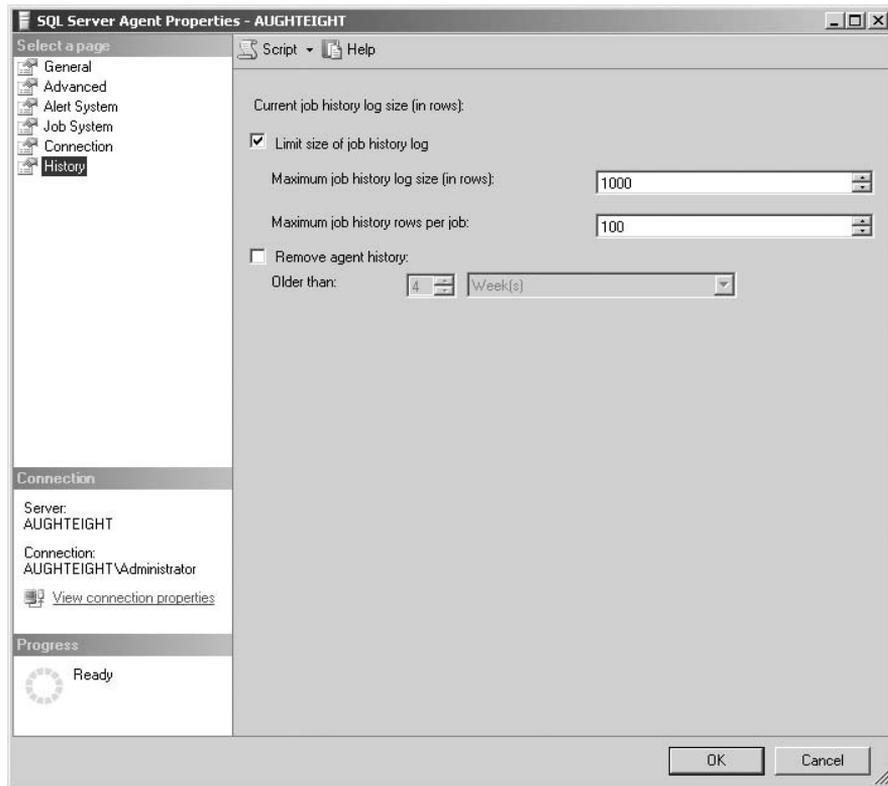 SQL Server Agent Properties - AUGHTEIGHT
Select a page
General
Advanced
Alert System
Job System
Connection
History
Script Help
Current job history log size (in rows):
Limit size of job history log
Maximum job history log size (in rows): 1000
Maximum job history rows per job: 100
Remove agent history:
Older than: 4 Week(s)
Connection
Server:
AUGHTEIGHT
Connection:
AUGHTEIGHT\Administrator
View connection properties
Progress
Ready
OK Cancel